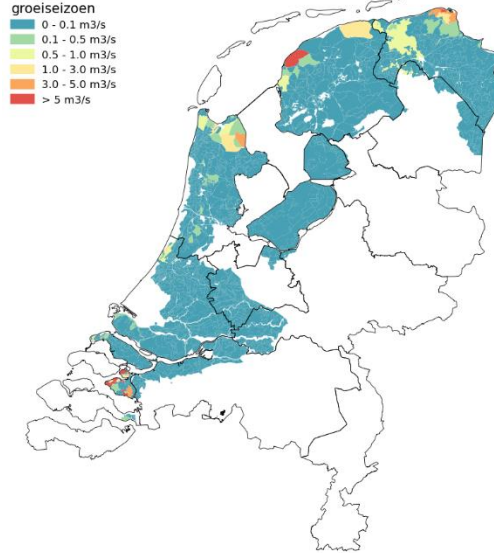 groeiseizoen
0 - 0.1 m3/s
0.1 - 0.5 m3/s
0.5 - 1.0 m3/s
1.0 - 3.0 m3/s
3.0 - 5.0 m3/s
> 5 m3/s